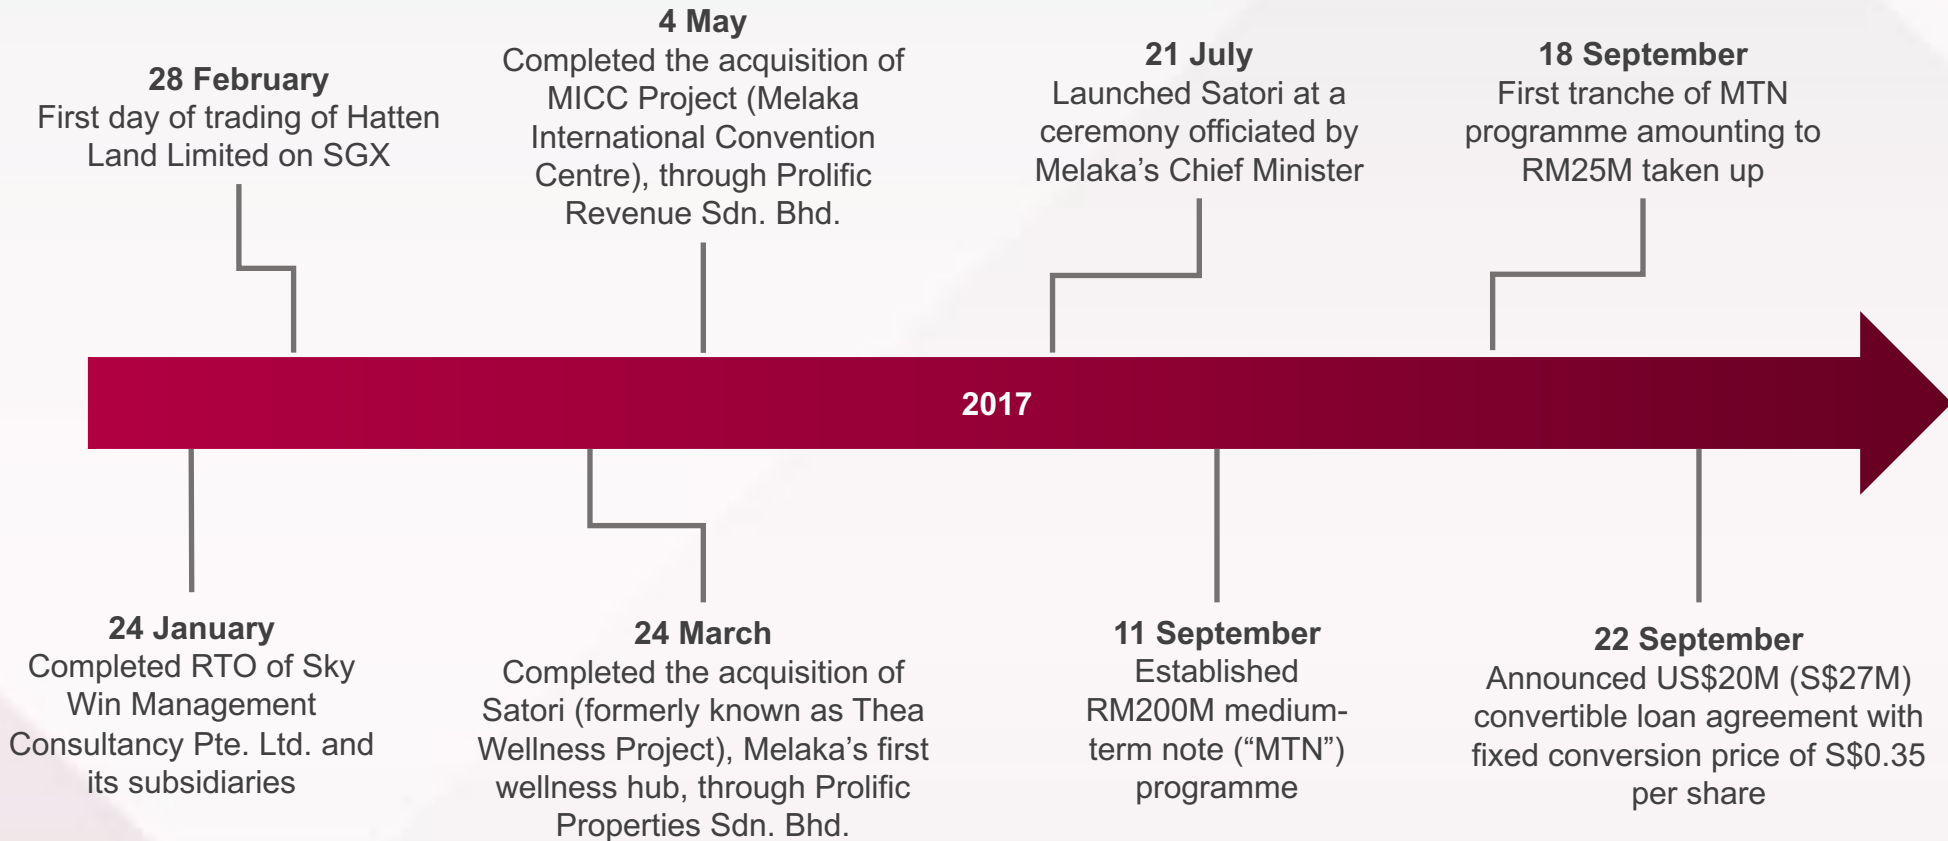 28 February
First day of trading of Hatten
Land Limited on SGX
4 May
Completed the acquisition of
MICC Project (Melaka
International Convention
Centre), through Prolific
Revenue Sdn. Bhd.
21 July
Launched Satori at a
ceremony officiated by
Melaka’s Chief Minister
18 September
First tranche of MTN
programme amounting to
RM25M taken up
2017
24 January
Completed RTO of Sky
Win Management
Consultancy Pte. Ltd. and
its subsidiaries
24 March
Completed the acquisition of
Satori (formerly known as Thea
Wellness Project), Melaka’s first
wellness hub, through Prolific
Properties Sdn. Bhd.
11 September
Established
RM200M medium-
term note (“MTN”)
programme
22 September
Announced US$20M (S$27M)
convertible loan agreement with
fixed conversion price of S$0.35
per share